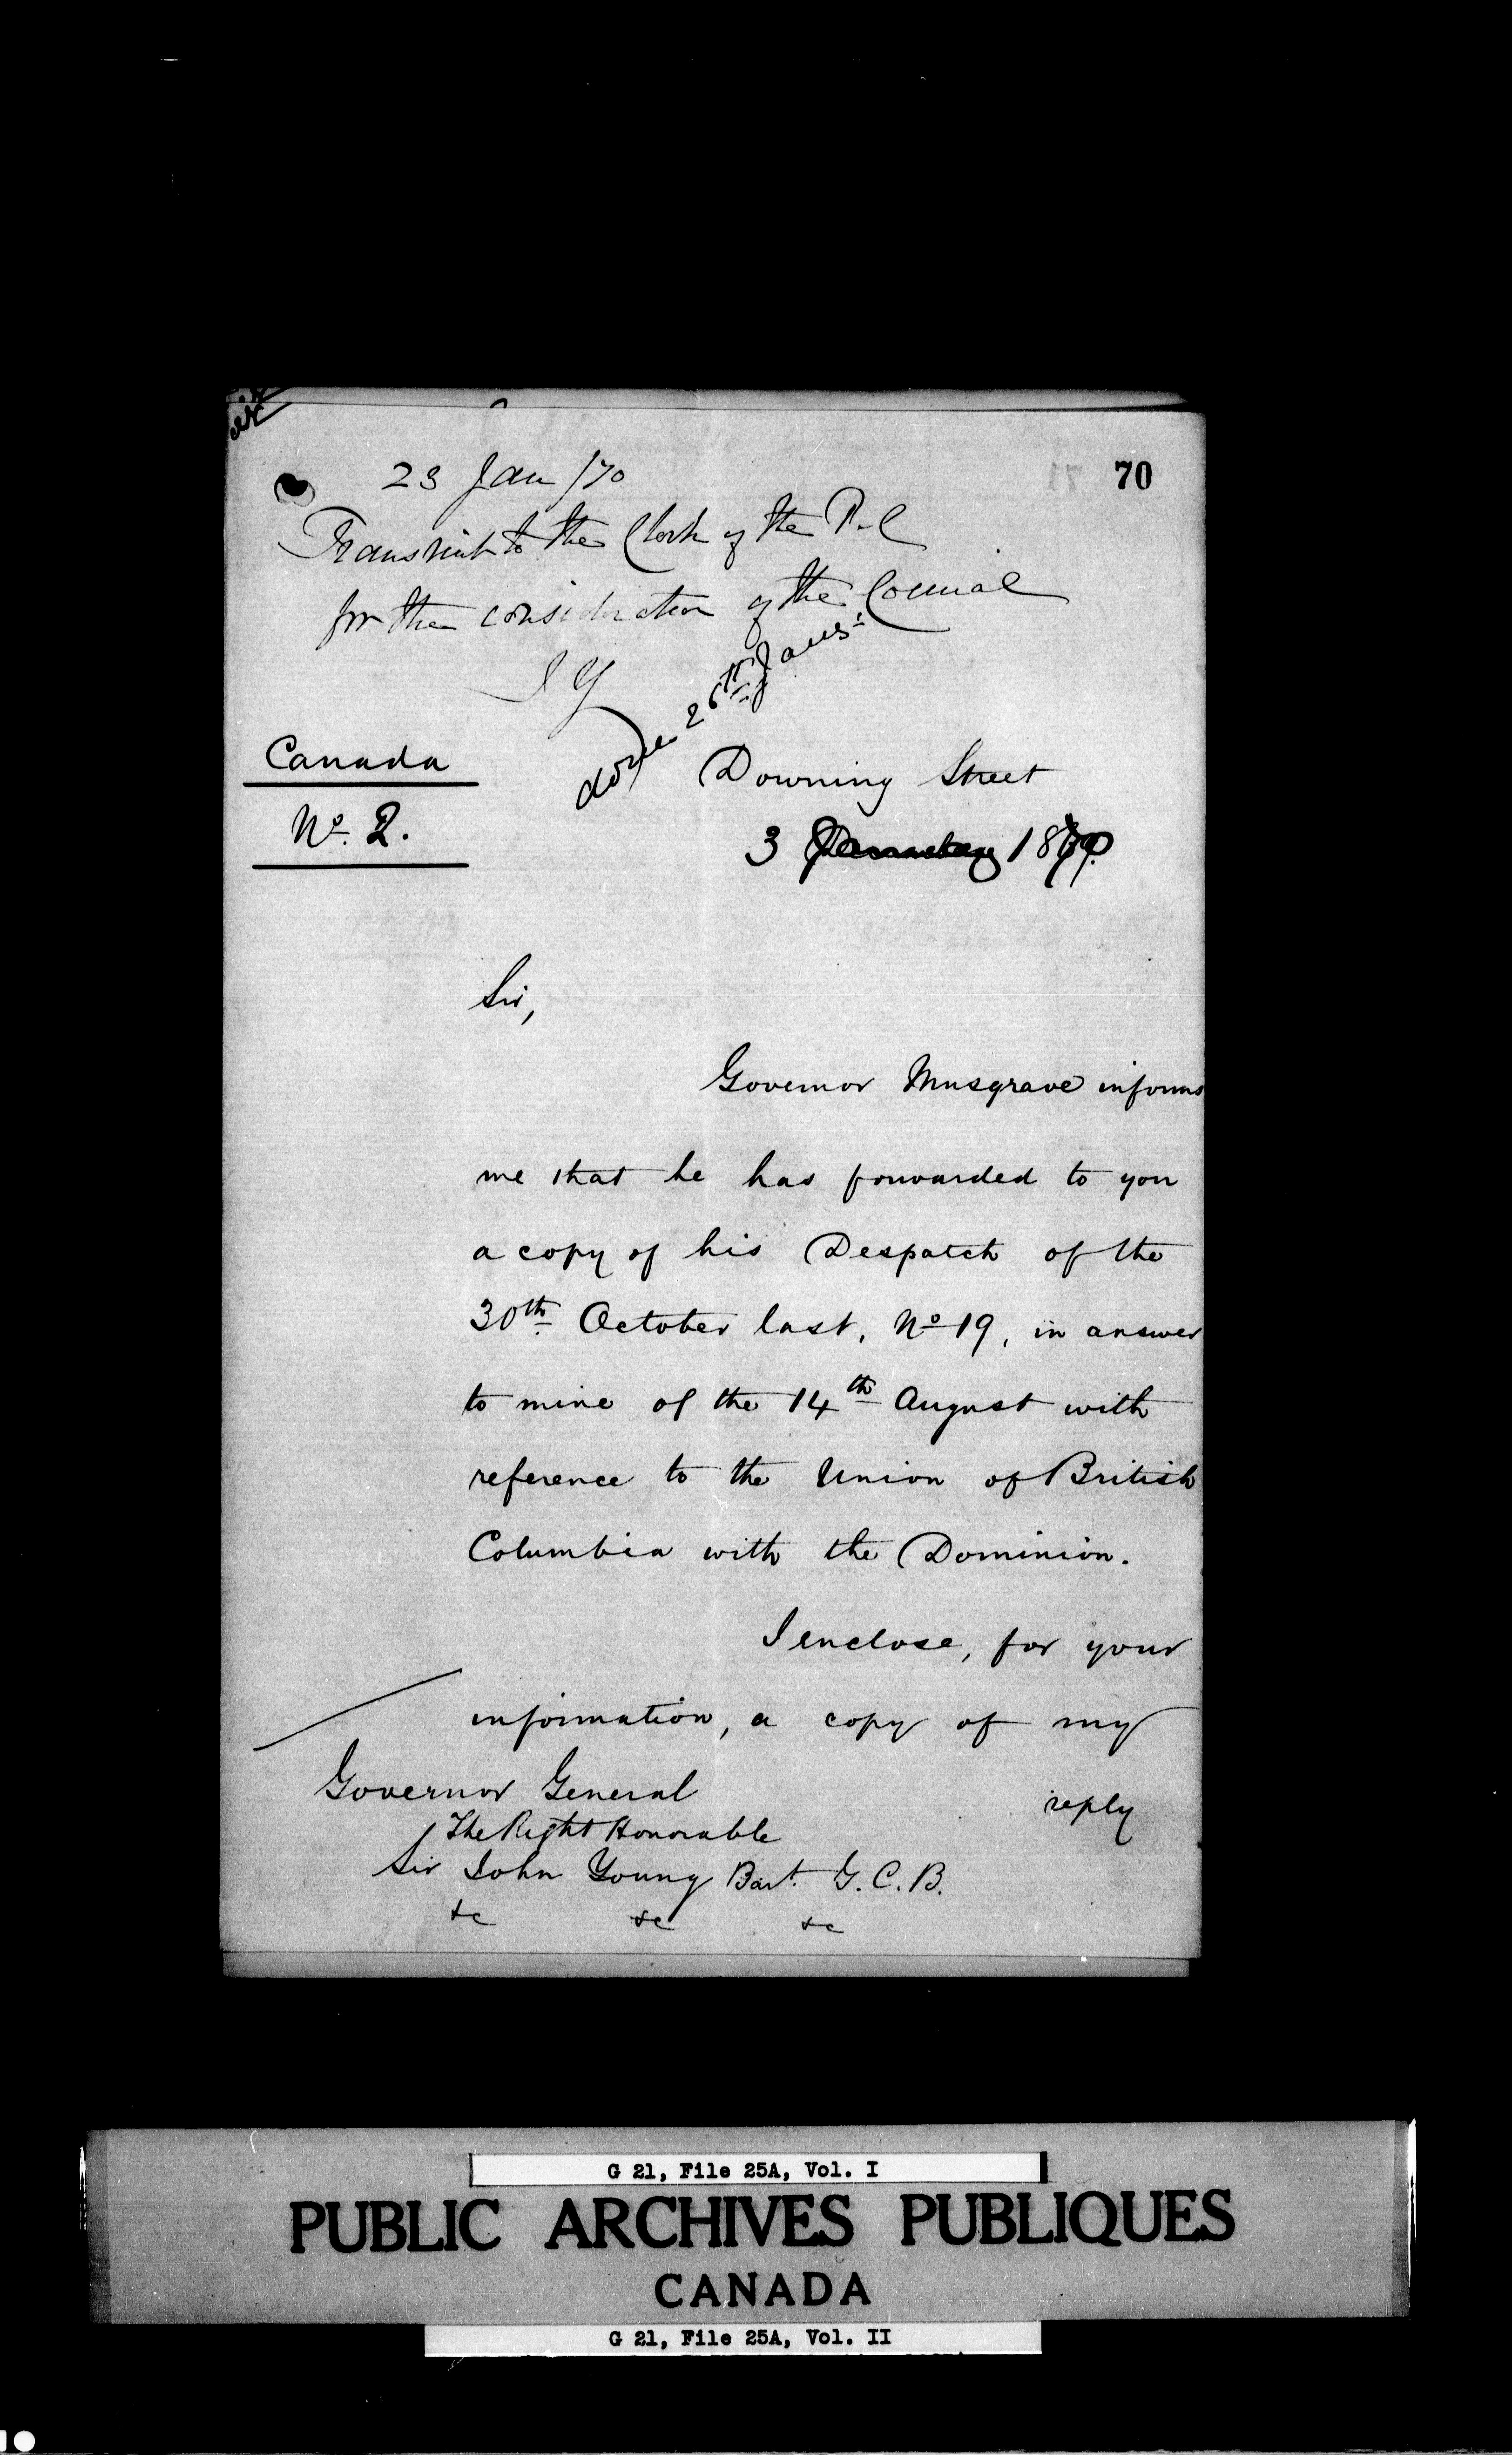 70
23 Jan /70
Transmit to the Clerk of the P. C
for the consideration of the Council
J Y
done 26th Jany
Canada
No. 2.
Downing Street
3 January 1870.
Sir,
Governor Musgrave informs
me that he has forwarded to you
a copy of his Despatch of the
30th October last, No 19, in answer
to mine of the 14th August with
reference to the Union of British
Columbia with the Dominion.
I enclose, for your
information, a copy of my
reply
Governor General
The Right Honorable
Sir John Young Bart. G. C. B.
&c &c &c
G 21, File 25A, Vol. I
PUBLIC ARCHIVES PUBLIQUES
CANADA
G 21, File 25A, Vol. II